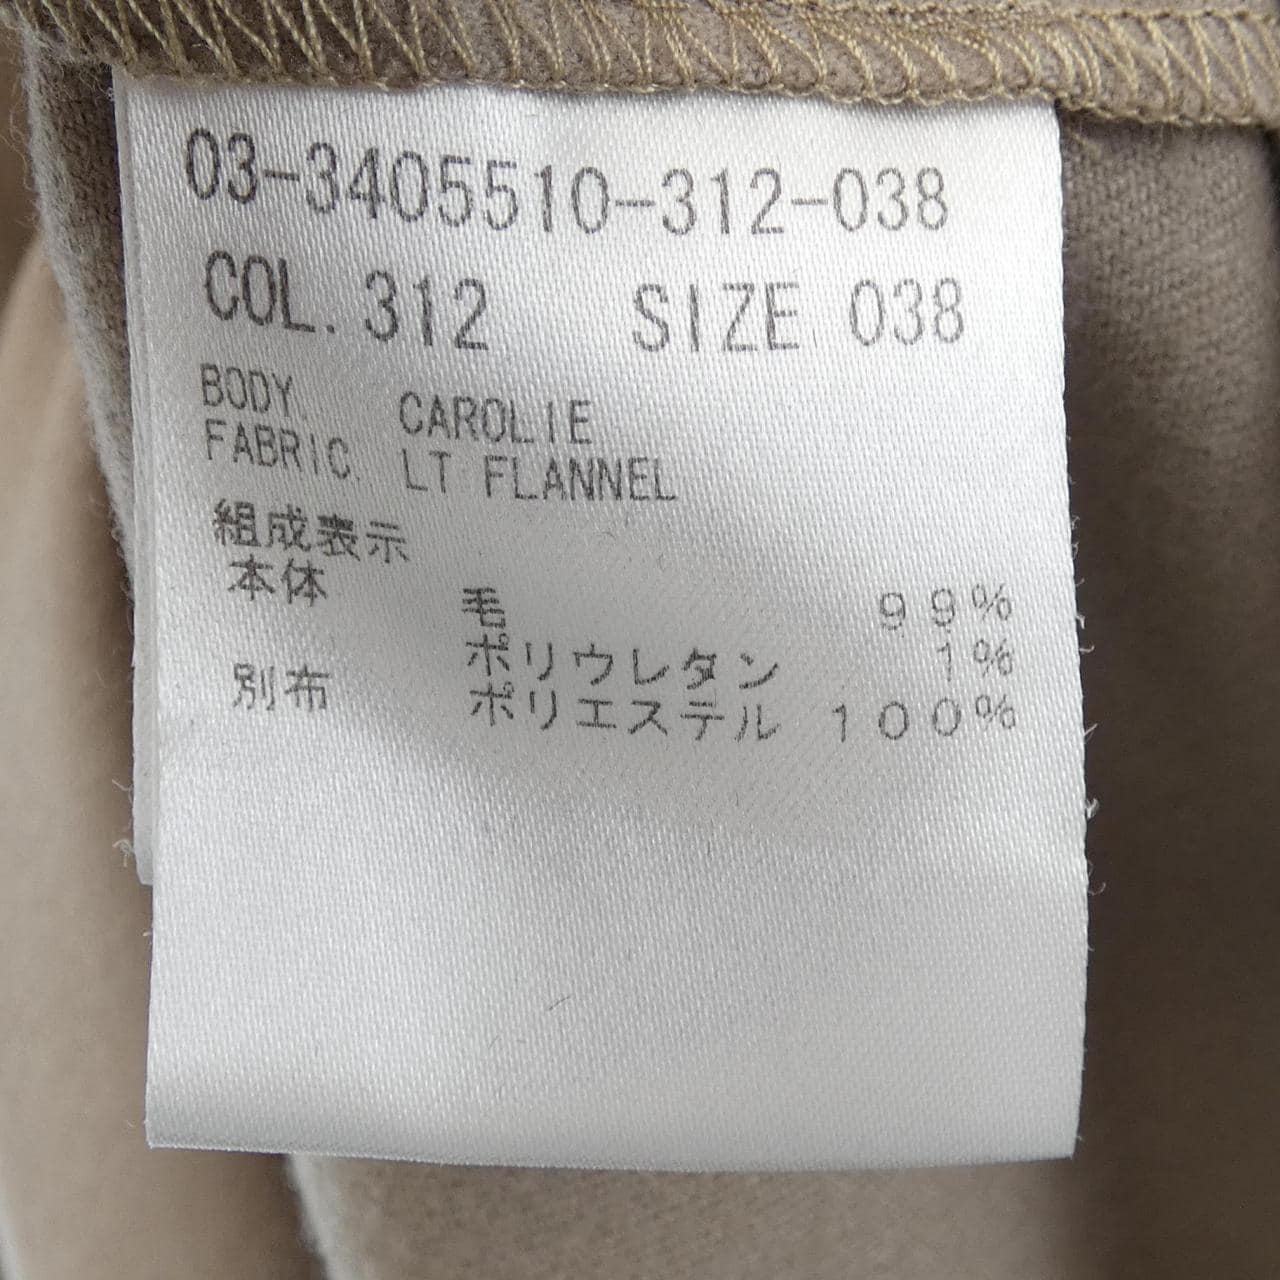 03-3405510-312-038
COL. 312 SIZE 038
BODY. CAROLIE
FABRIC. LT FLANNEL
組成表示
本体 毛 99%
ポリウレタン 1%
別布 ポリエステル 100%